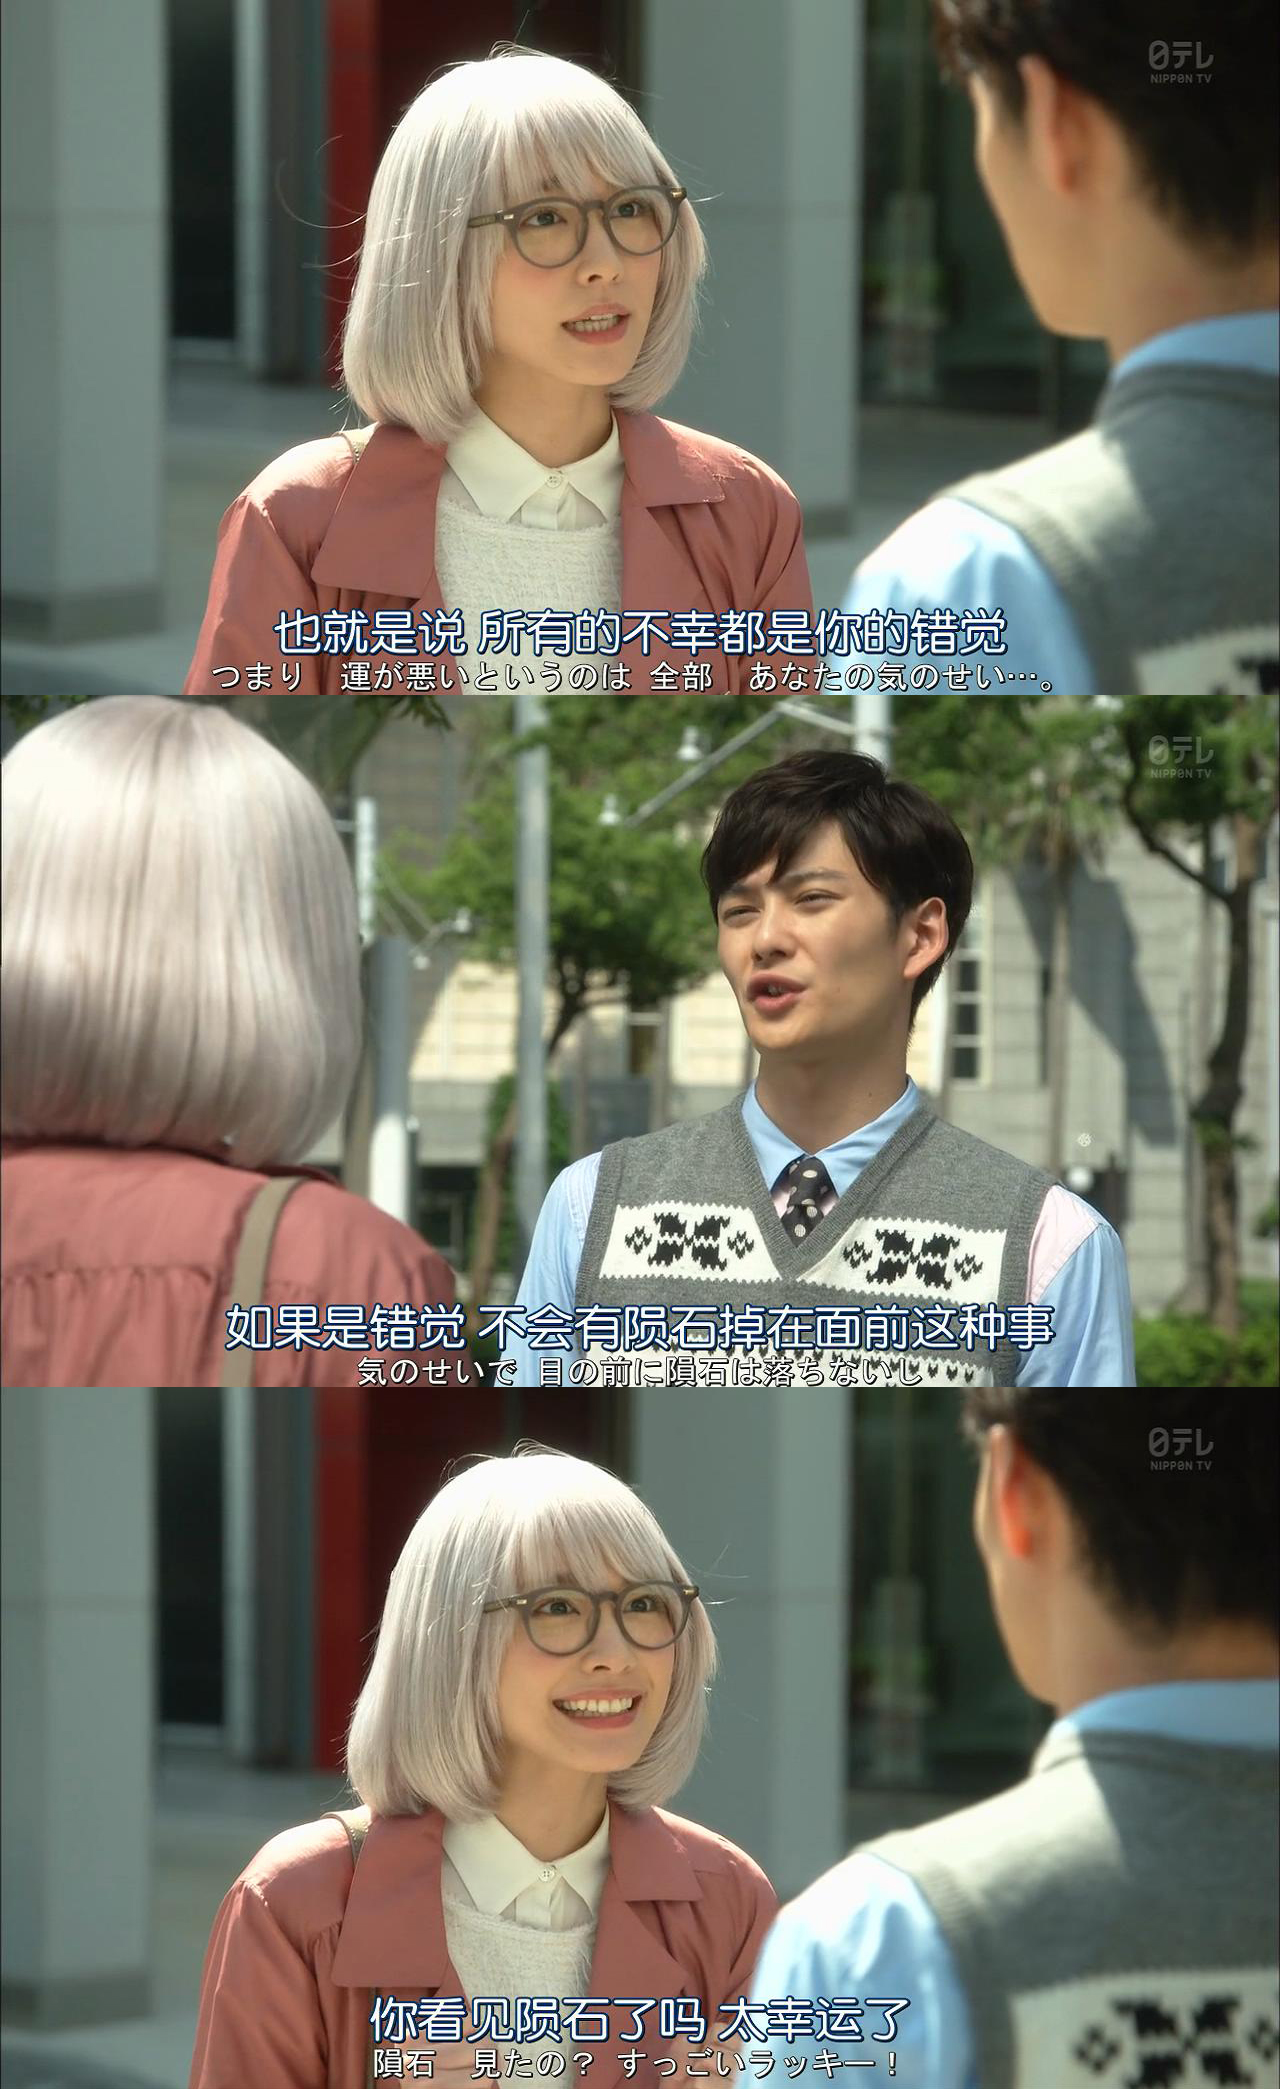 日テレ
NIPPON TV
也就是说 所有的不幸都是你的错觉
つまり 運が悪いというのは 全部 あなたの気のせい…。
日テレ
NIPPON TV
如果是错觉 不会有陨石掉在面前这种事
気のせいで 目の前に隕石は落ちないし
日テレ
NIPPON TV
你看见陨石了吗 太幸运了
隕石 見たの？ すっごいラッキー！